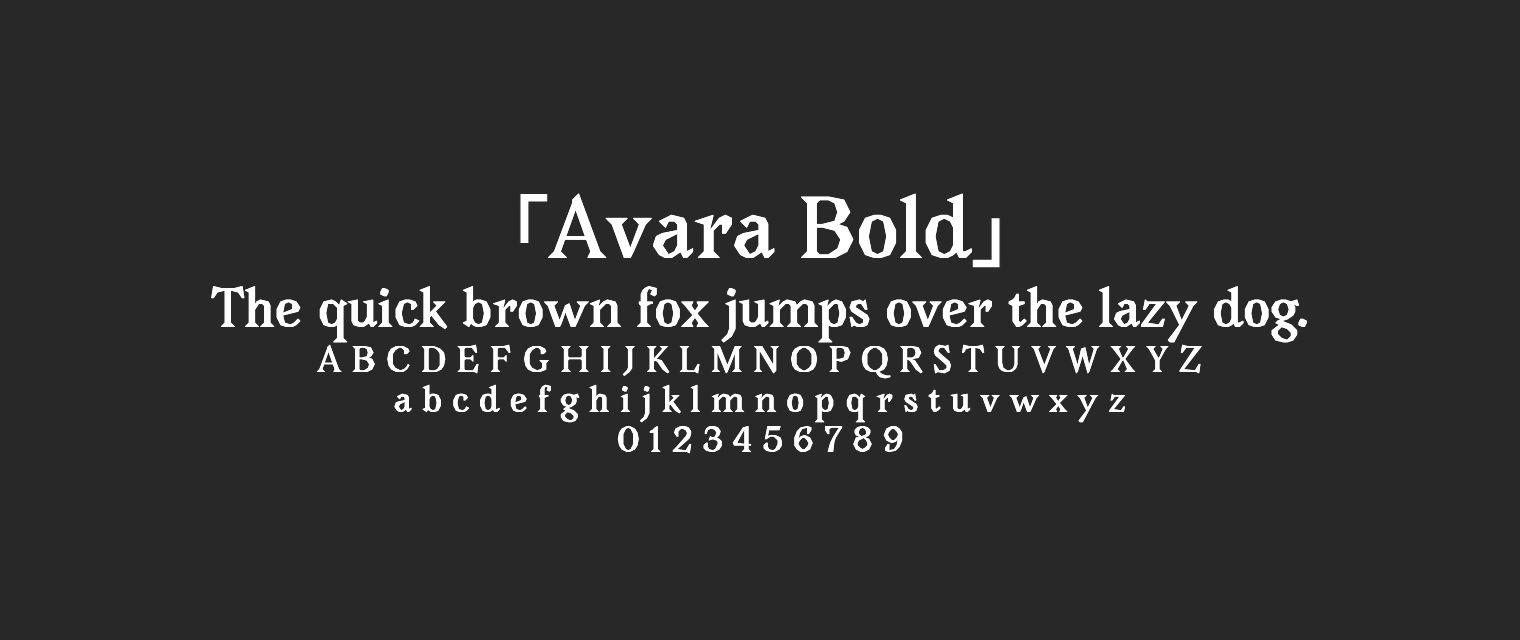 「Avara Bold」
The quick brown fox jumps over the lazy dog.
A B C D E F G H I J K L M N O P Q R S T U V W X Y Z
a b c d e f g h i j k l m n o p q r s t u v w x y z
0 1 2 3 4 5 6 7 8 9